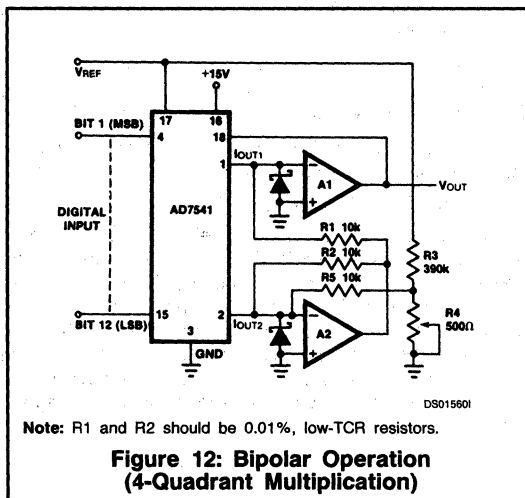 VREF
+15V
BIT 1 (MSB)
17
16
4
18
IOUT1
1
A1
VOUT
DIGITAL
INPUT
AD7541
R1 10k
R2 10k
R3
390k
R5 10k
BIT 12 (LSB)
15
2
IOUT2
A2
R4
500Ω
3
GND
DS01560I
Note: R1 and R2 should be 0.01%, low-TCR resistors.
Figure 12: Bipolar Operation
(4-Quadrant Multiplication)